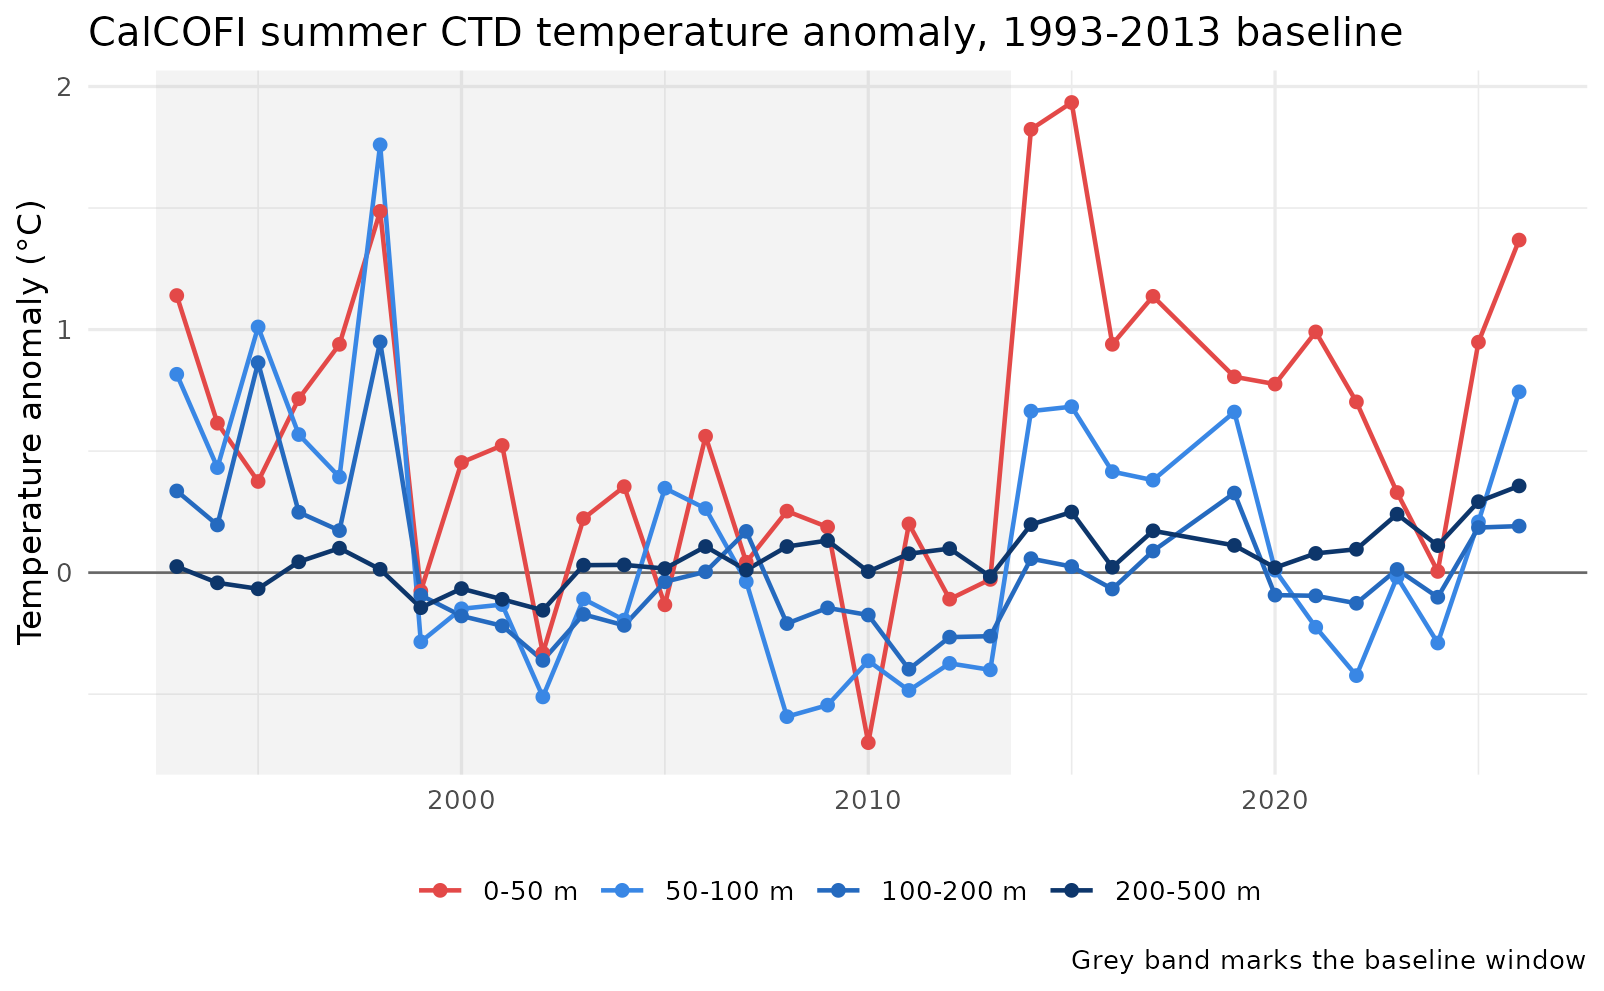 CalCOFI summer CTD temperature anomaly, 1993-2013 baseline
Temperature anomaly (°C)
2
1
0
2000 2010 2020
0-50 m 50-100 m 100-200 m 200-500 m
Grey band marks the baseline window